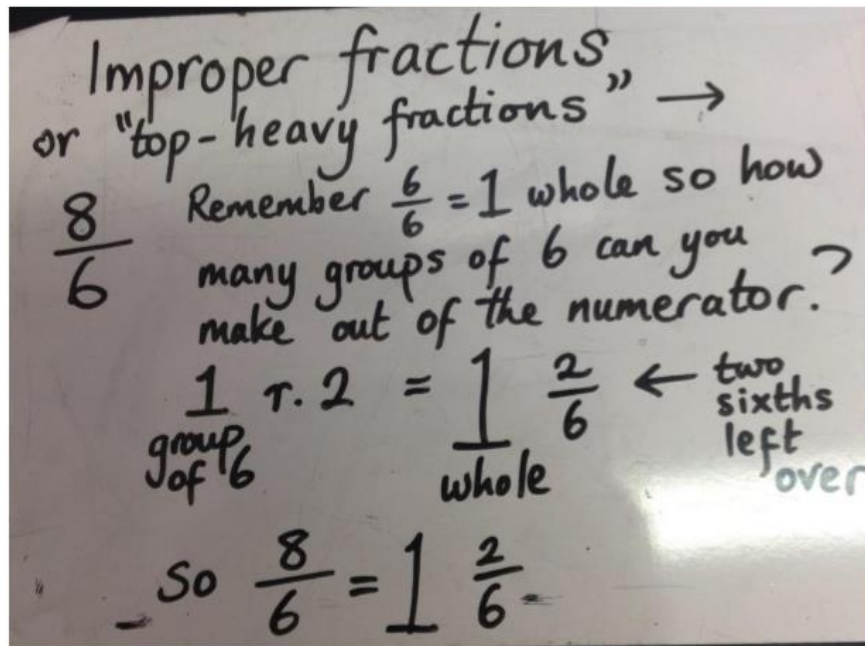 Improper fractions
or "top-heavy fractions" →
8/6 Remember 6/6 = 1 whole so how
many groups of 6 can you
make out of the numerator.?
1 r. 2 = 1 2/6 ← two
sixths
group left
of 6 whole over
So 8/6 = 1 2/6